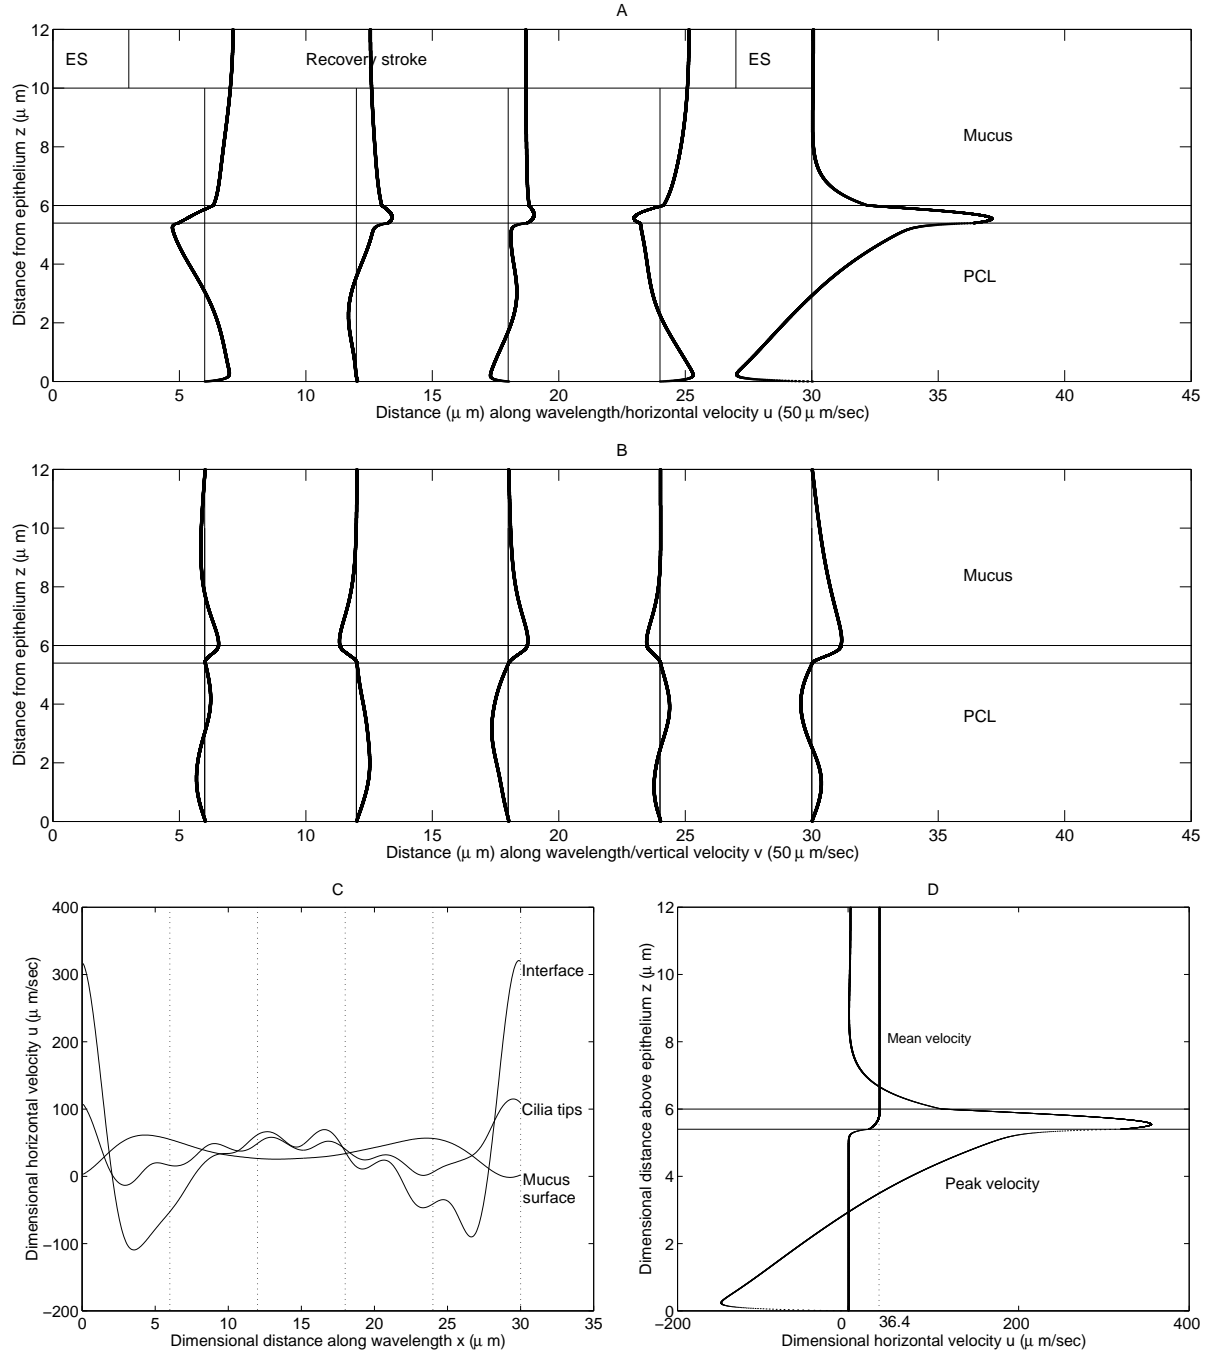 A
12
10
8
6
4
2
0
Distance from epithelium z (μ m)
ES
Recovery stroke
ES
Mucus
PCL
5
10
15
20
25
30
35
40
45
Distance (μ m) along wavelength/horizontal velocity u (50 μ m/sec)
B
12
10
8
6
4
2
0
Distance from epithelium z (μ m)
Mucus
PCL
0
5
10
15
20
25
30
35
40
45
Distance (μ m) along wavelength/vertical velocity v (50 μ m/sec)
C
400
300
200
100
0
−100
−200
Dimensional horizontal velocity u (μ m/sec)
Interface
Cilia tips
Mucus
surface
0
5
10
15
20
25
30
35
Dimensional distance along wavelength x (μ m)
D
12
10
8
6
4
2
0
Dimensional distance above epithelium z (μ m)
Mean velocity
Peak velocity
−200
0
36.4
200
400
Dimensional horizontal velocity u (μ m/sec)